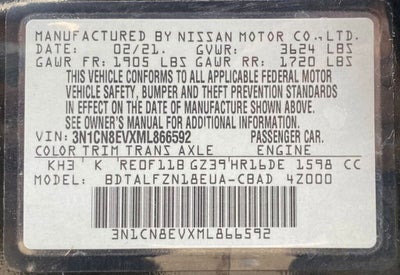 MANUFACTURED BY NISSAN MOTOR CO.,LTD.
DATE: 02/21. GVWR: 3624 LBS
GAWR FR: 1905 LBS GAWR RR: 1720 LBS
THIS VEHICLE CONFORMS TO ALL APPLICABLE FEDERAL MOTOR
VEHICLE SAFETY, BUMPER AND THEFT PREVENTION STANDARDS
IN EFFECT ON THE DATE OF MANUFACTURE SHOWN ABOVE.
SEE OWNER'S MANUAL FOR ADDITIONAL INFORMATION.
VIN: 3N1CN8EVXML866592 PASSENGER CAR.
COLOR TRIM TRANS AXLE ENGINE
KH3 ' K 'RE0F11B GZ39'HR16DE 1598 CC
MODEL: BDTALFZN18EUA-CBAD 4Z000
3N1CN8EVXML866592